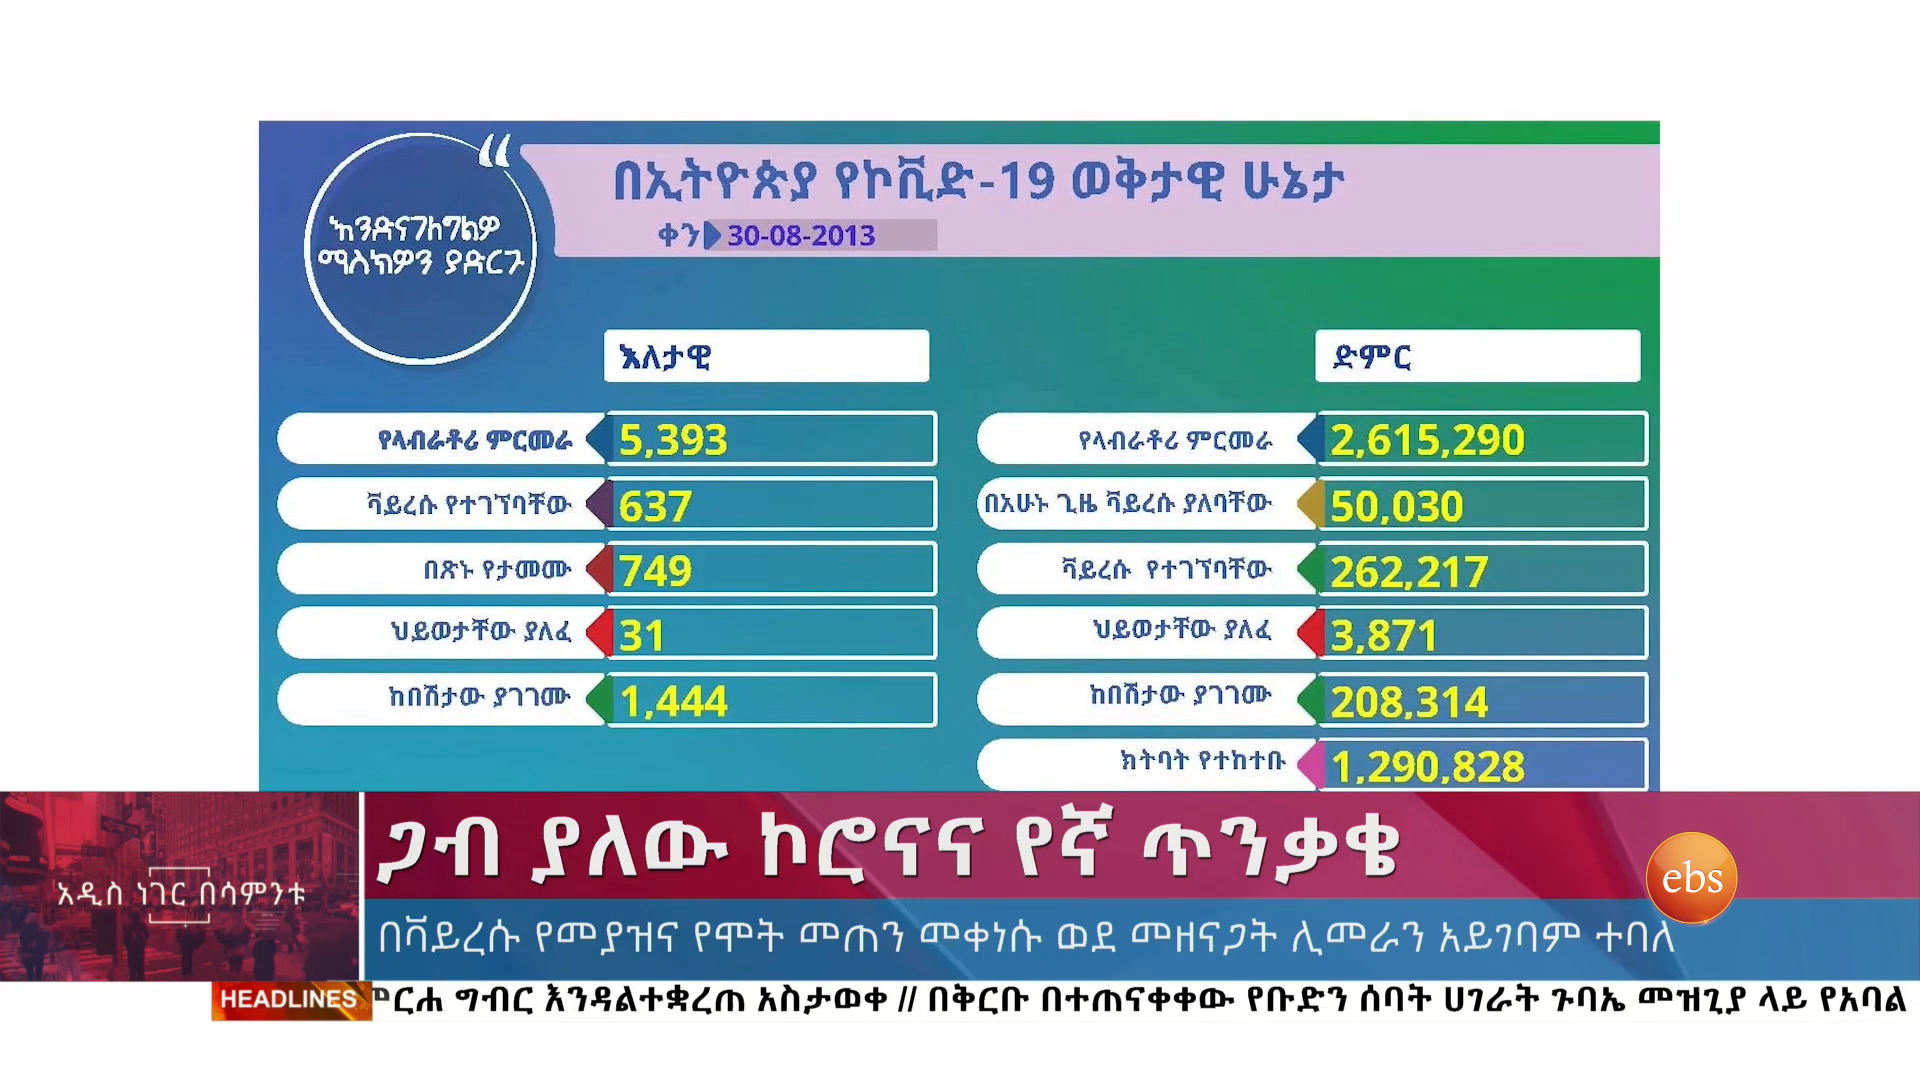 በኢትዮጵያ የኮቪድ-19 ወቅታዊ ሁኔታ
ቀን 30-08-2013
“
እንድናገለግልዎ
ማስክዎን ያድርጉ
እለታዊ
የላብራቶሪ ምርመራ 5,393
ቫይረሱ የተገኘባቸው 637
በጽኑ የታመሙ 749
ህይወታቸው ያለፈ 31
ከበሽታው ያገገሙ 1,444
ድምር
የላብራቶሪ ምርመራ 2,615,290
በአሁኑ ጊዜ ቫይረሱ ያለባቸው 50,030
ቫይረሱ የተገኘባቸው 262,217
ህይወታቸው ያለፈ 3,871
ከበሽታው ያገገሙ 208,314
ክትባት የተከተቡ 1,290,828
ጋብ ያለው ኮሮናና የኛ ጥንቃቄ
ebs
አዲስ ነገር በሳምንቱ
በቫይረሱ የመያዝና የሞት መጠን መቀነሱ ወደ መዘናጋት ሊመራን አይገባም ተባለ
HEADLINES ምርሐ ግብር እንዳልተቋረጠ አስታወቀ // በቅርቡ በተጠናቀቀው የቡድን ሰባት ሀገራት ጉባኤ መዝጊያ ላይ የአባል